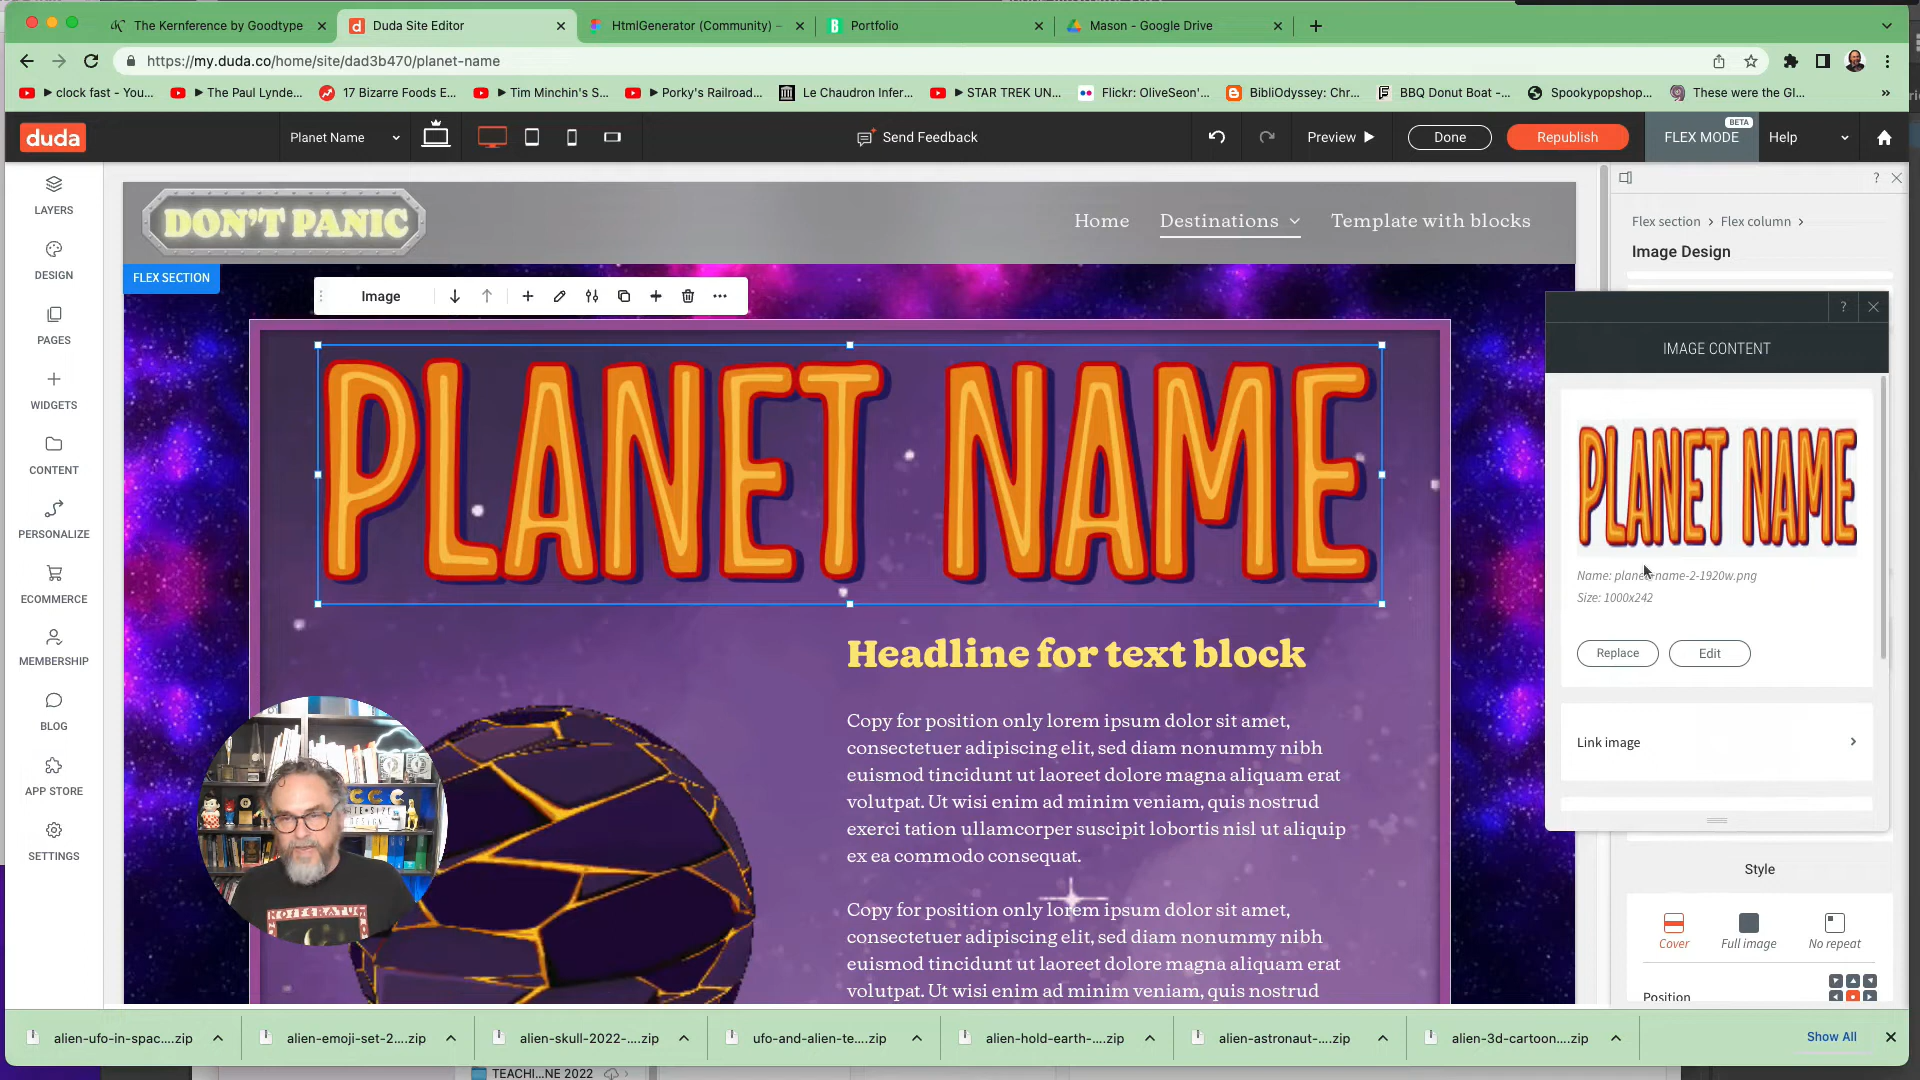 The Kernference by Goodtype
Duda Site Editor
HtmlGenerator (Community) –
Portfolio
Mason - Google Drive
https://my.duda.co/home/site/dad3b470/planet-name
clock fast - You...
The Paul Lynde...
17 Bizarre Foods E...
Tim Minchin's S...
Porky's Railroad...
Le Chaudron Infer...
STAR TREK UN...
Flickr: OliveSeon'...
BibliOdyssey: Chr...
BBQ Donut Boat -...
Spookypopshop...
These were the GI...
duda
Planet Name
Send Feedback
Preview
Done
Republish
FLEX MODE
BETA
Help
LAYERS
DESIGN
PAGES
WIDGETS
CONTENT
PERSONALIZE
ECOMMERCE
MEMBERSHIP
BLOG
APP STORE
SETTINGS
DON'T PANIC
Home
Destinations
Template with blocks
FLEX SECTION
Image
PLANET NAME
Headline for text block
Copy for position only lorem ipsum dolor sit amet,
consectetuer adipiscing elit, sed diam nonummy nibh
euismod tincidunt ut laoreet dolore magna aliquam erat
volutpat. Ut wisi enim ad minim veniam, quis nostrud
exerci tation ullamcorper suscipit lobortis nisl ut aliquip
ex ea commodo consequat.
Copy for position only lorem ipsum dolor sit amet,
consectetuer adipiscing elit, sed diam nonummy nibh
euismod tincidunt ut laoreet dolore magna aliquam erat
volutpat. Ut wisi enim ad minim veniam, quis nostrud
NOSFERATU
Flex section > Flex column >
Image Design
IMAGE CONTENT
PLANET NAME
Name: planet-name-2-1920w.png
Size: 1000x242
Replace
Edit
Link image
Style
Cover
Full image
No repeat
Position
alien-ufo-in-spac....zip
alien-emoji-set-2....zip
alien-skull-2022-....zip
ufo-and-alien-te....zip
alien-hold-earth-....zip
alien-astronaut-....zip
alien-3d-cartoon....zip
Show All
TEACHI...NE 2022